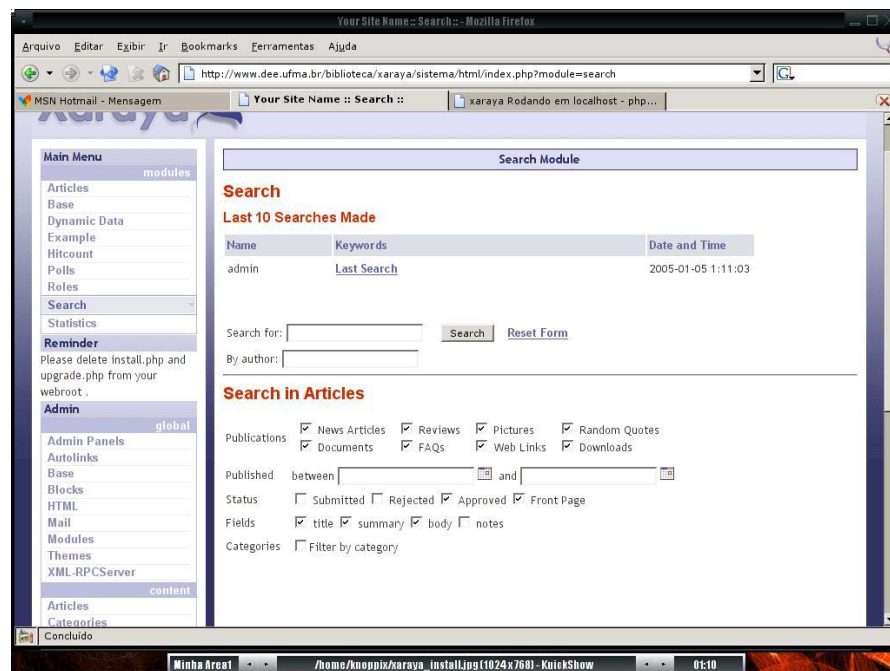 Your Site Name :: Search :: - Mozilla Firefox
Arquivo Editar Exibir Ir Bookmarks Ferramentas Ajuda
http://www.dee.ufma.br/biblioteca/xaraya/sistema/html/index.php?module=search
G
MSN Hotmail - Mensagem
Your Site Name :: Search ::
xaraya Rodando em localhost - php...
xaraya
Main Menu
modules
Articles
Base
Dynamic Data
Example
Hitcount
Polls
Roles
Search
Statistics
Reminder
Please delete install.php and
upgrade.php from your
webroot .
Admin
global
Admin Panels
Autolinks
Base
Blocks
HTML
Mail
Modules
Themes
XML-RPCServer
content
Articles
Categories
Search Module
Search
Last 10 Searches Made
Name Keywords Date and Time
admin Last Search 2005-01-05 1:11:03
Search for: Search Reset Form
By author:
Search in Articles
Publications News Articles Reviews Pictures Random Quotes
Documents FAQs Web Links Downloads
Published between and
Status Submitted Rejected Approved Front Page
Fields title summary body notes
Categories Filter by category
Concluído
Minha Area1 /home/knoppix/xaraya_install.jpg (1024 x 768) - KuickShow 01:10